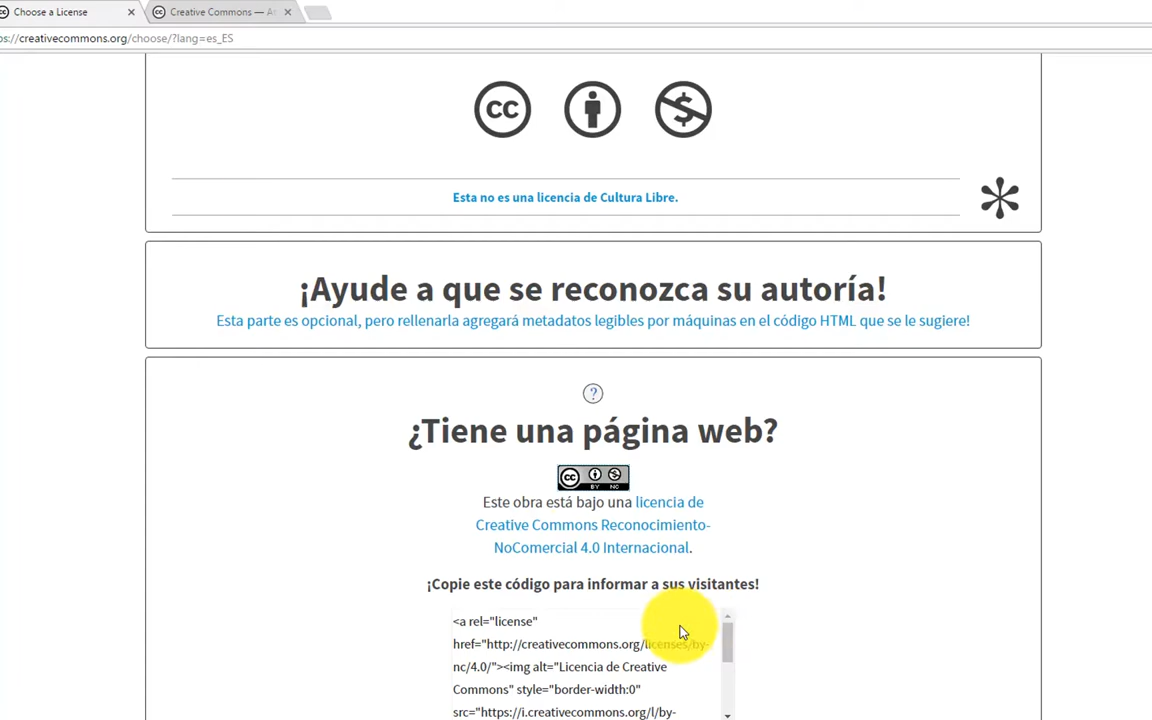 Choose a License
Creative Commons — A
ps://creativecommons.org/choose/?lang=es_ES
Esta no es una licencia de Cultura Libre.
¡Ayude a que se reconozca su autoría!
Esta parte es opcional, pero rellenarla agregará metadatos legibles por máquinas en el código HTML que se le sugiere!
?
¿Tiene una página web?
CC BY NC
Este obra está bajo una licencia de
Creative Commons Reconocimiento-
NoComercial 4.0 Internacional.
¡Copie este código para informar a sus visitantes!
<a rel="license"
href="http://creativecommons.org/licenses/by-
nc/4.0/"><img alt="Licencia de Creative
Commons" style="border-width:0"
src="https://i.creativecommons.org/l/by-